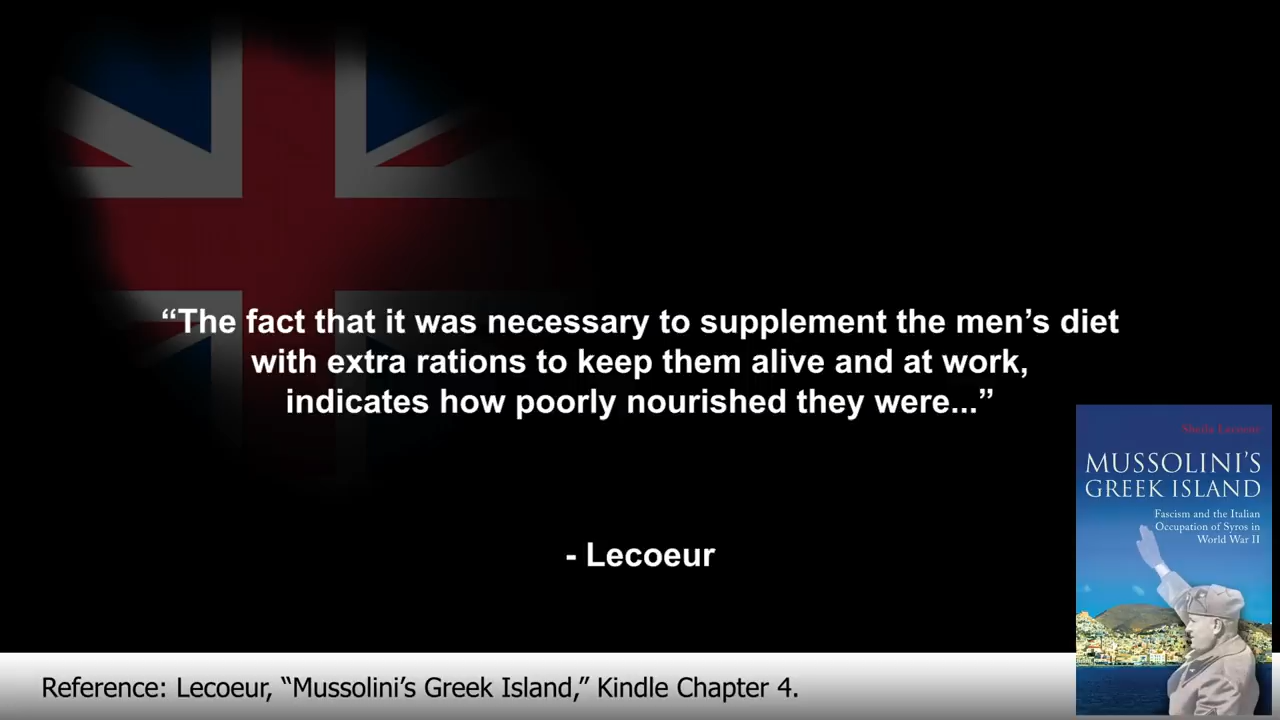 “The fact that it was necessary to supplement the men’s diet
with extra rations to keep them alive and at work,
indicates how poorly nourished they were...”
- Lecoeur
Sheila Lecoeur
MUSSOLINI’S
GREEK ISLAND
Fascism and the Italian
Occupation of Syros in
World War II
Reference: Lecoeur, “Mussolini’s Greek Island,” Kindle Chapter 4.